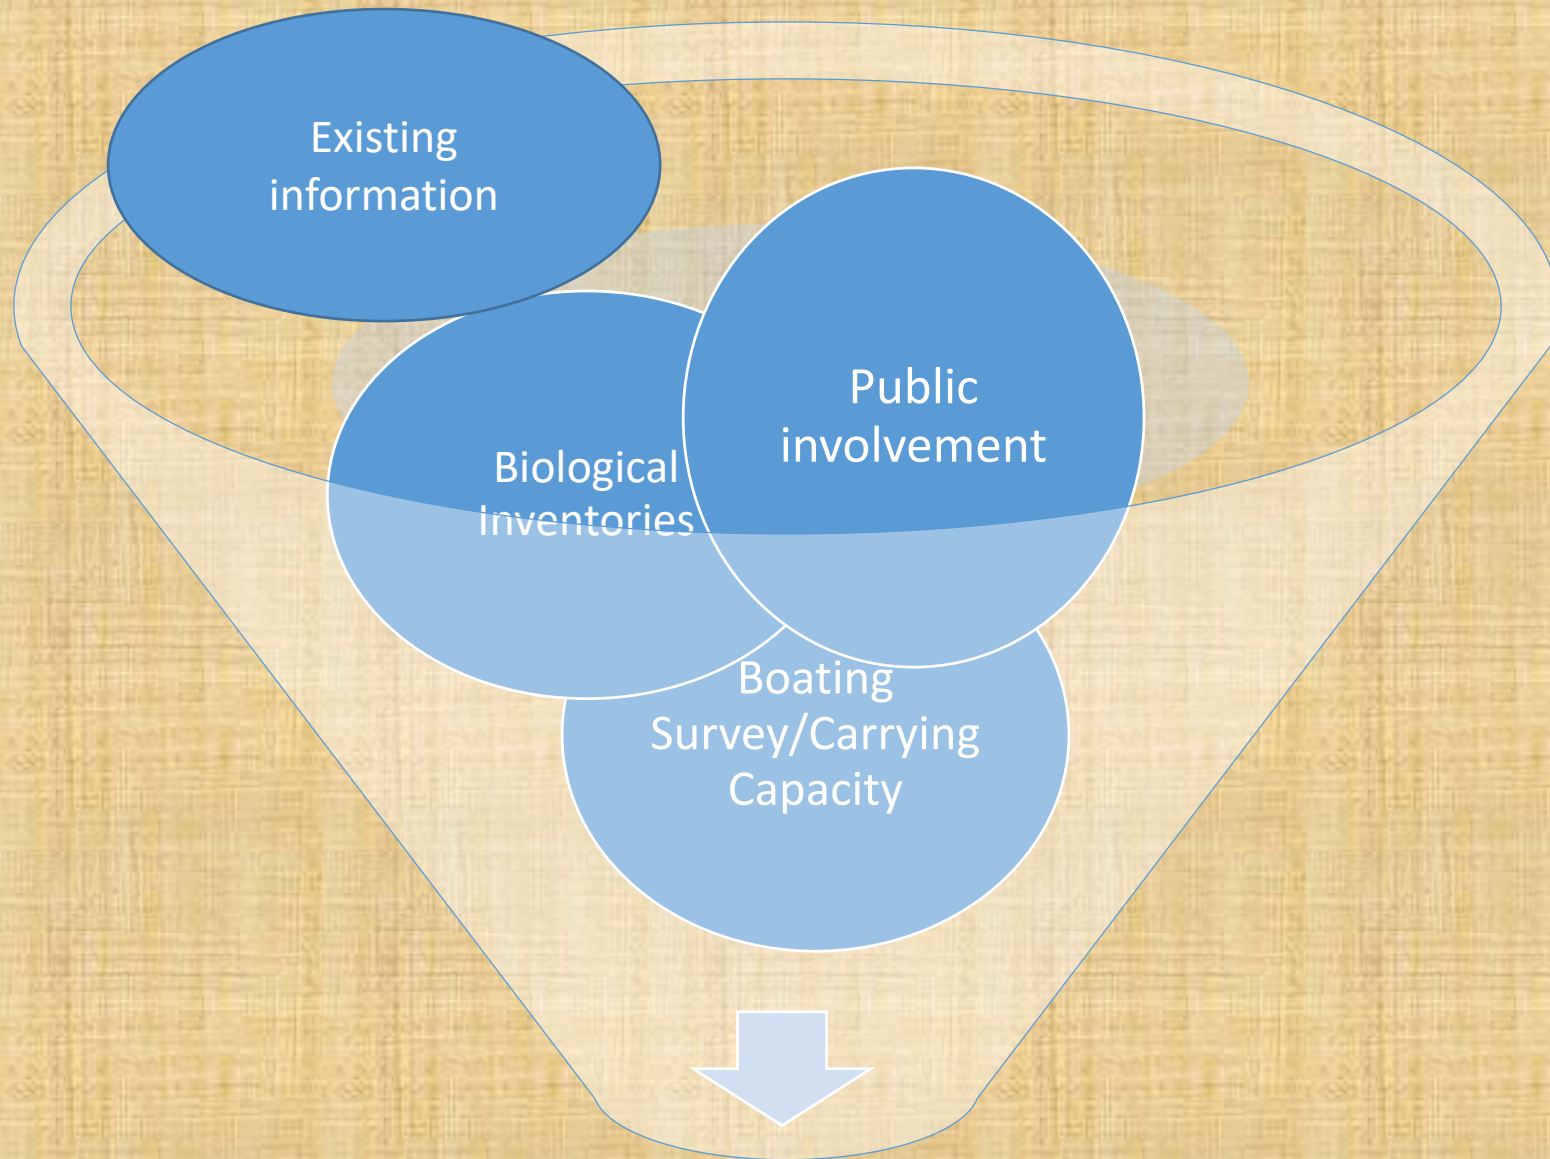 Existing
information
Public
involvement
Biological
Inventories
Boating
Survey/Carrying
Capacity